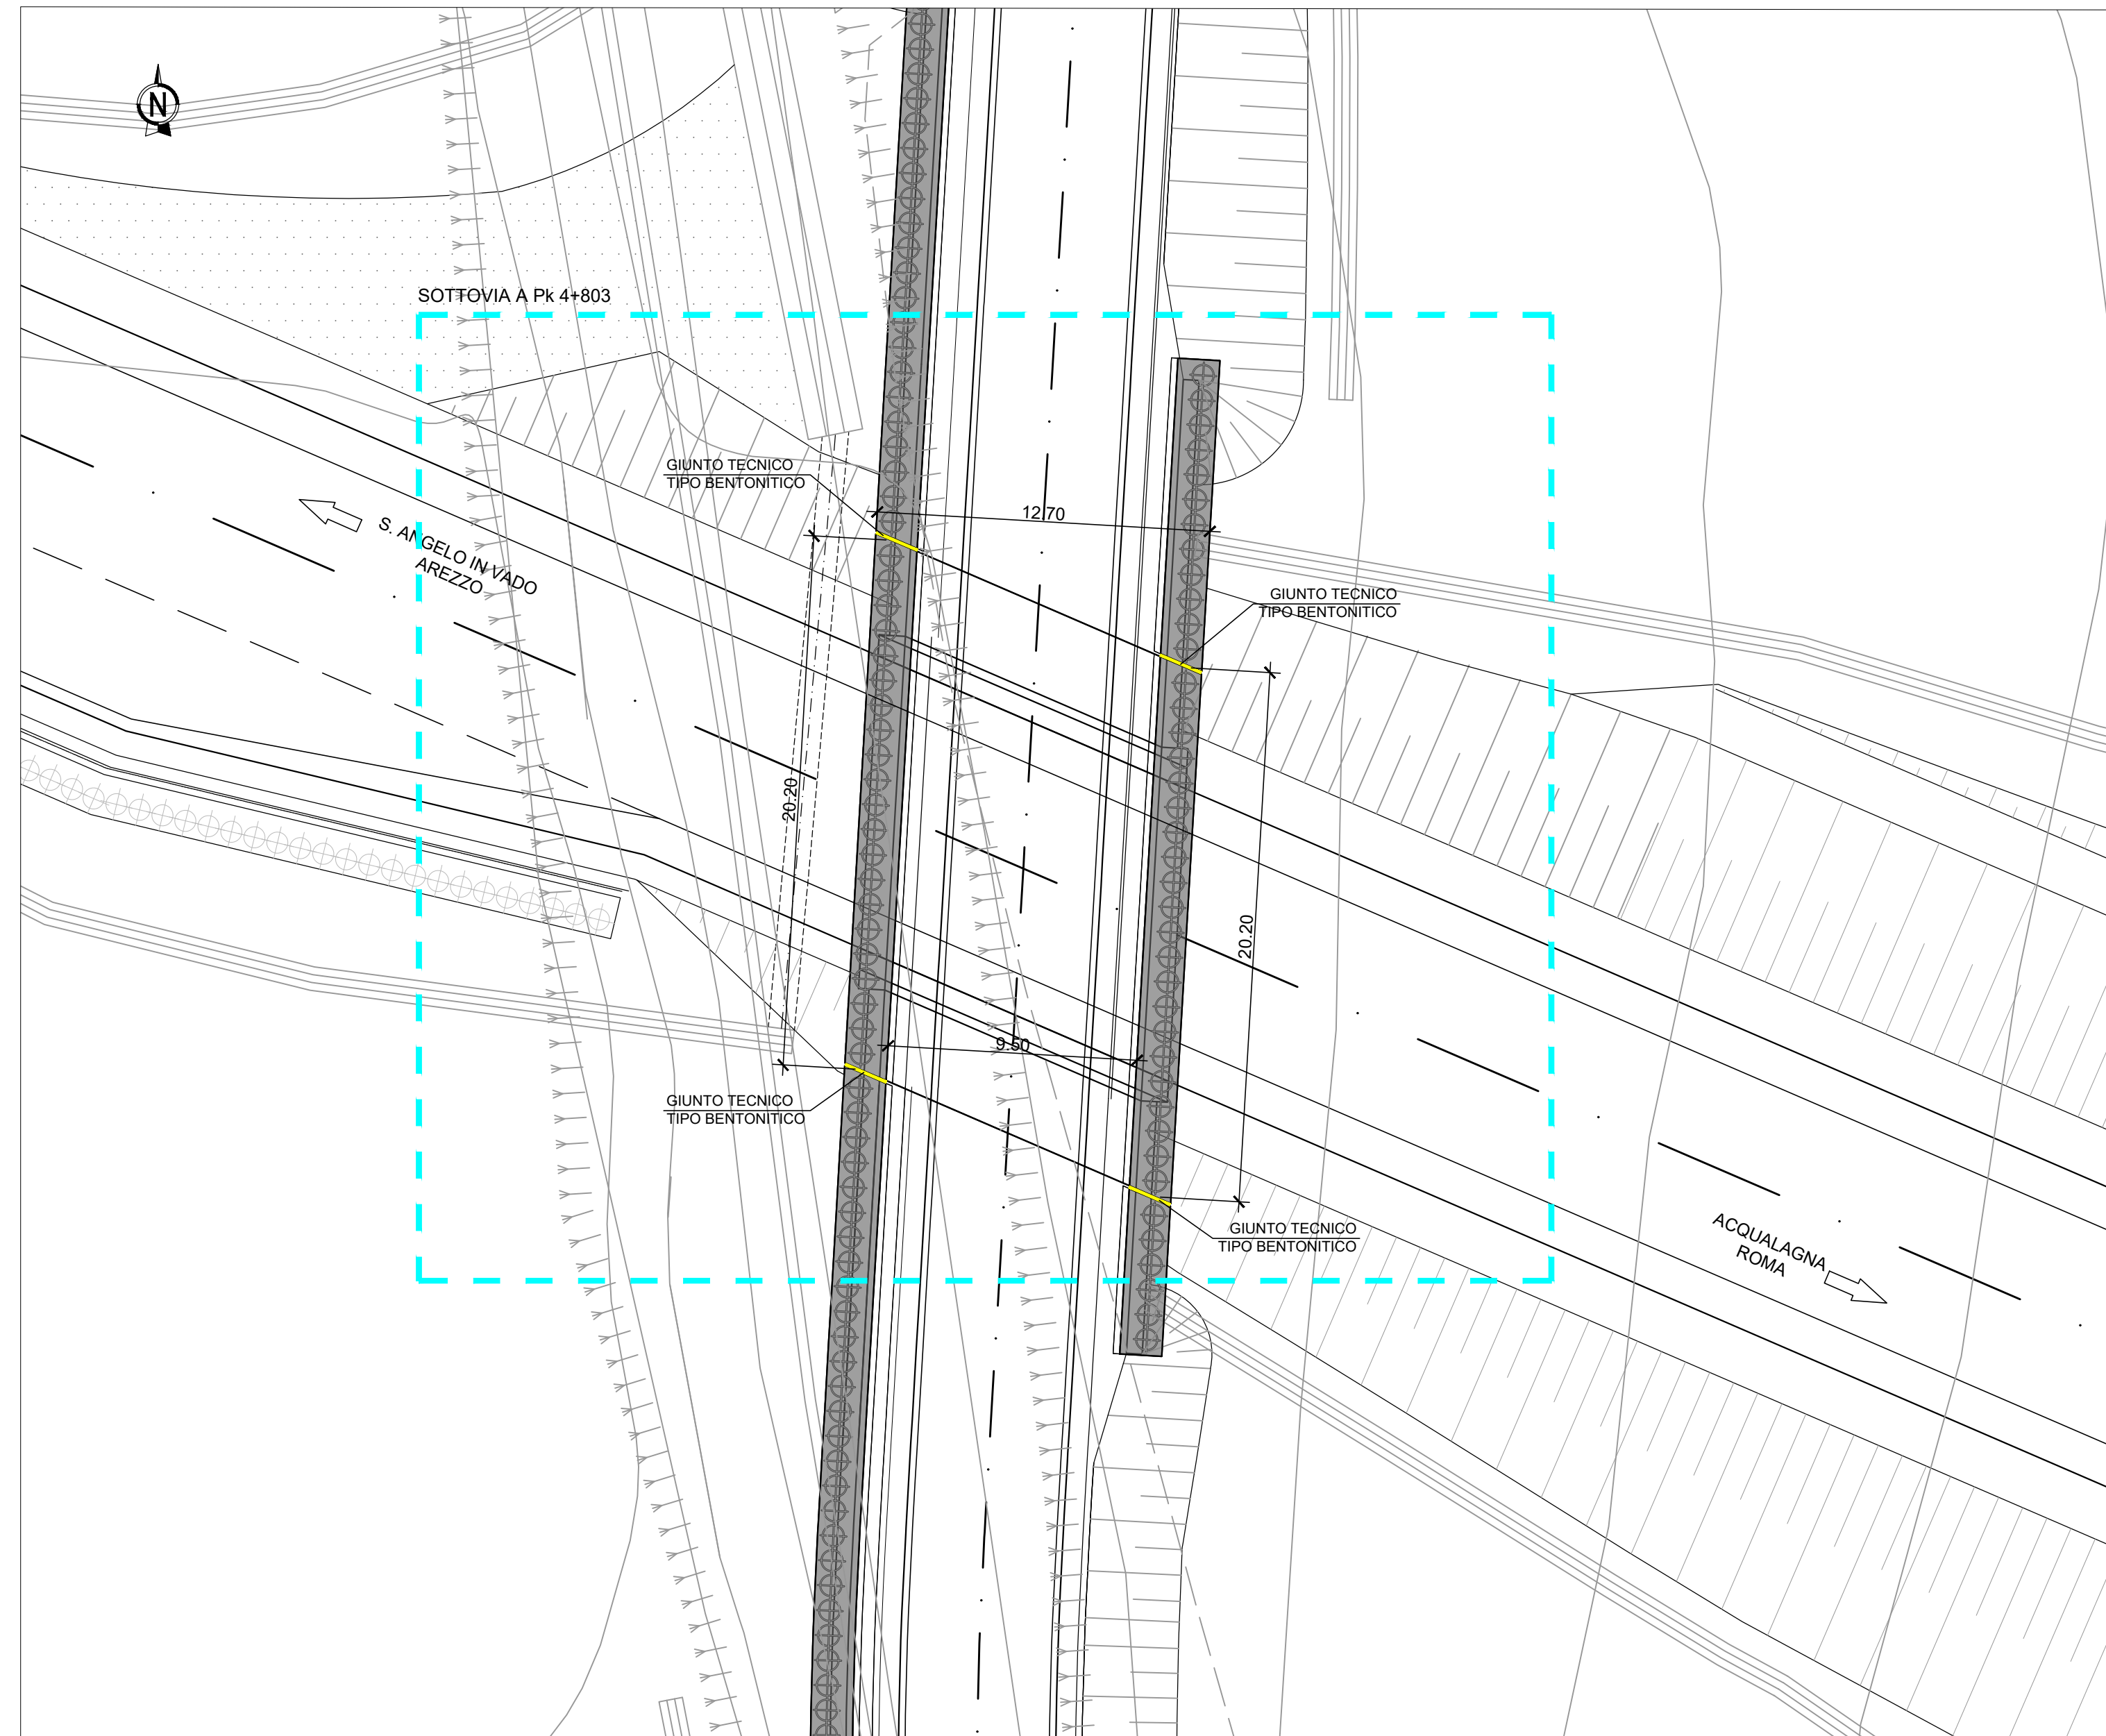 N
SOTTOVIA A Pk 4+803
GIUNTO TECNICO
TIPO BENTONITICO
12.70
S. ANGELO IN VADO
AREZZO
GIUNTO TECNICO
TIPO BENTONITICO
20.20
20.20
9.50
GIUNTO TECNICO
TIPO BENTONITICO
GIUNTO TECNICO
TIPO BENTONITICO
ACQUALAGNA
ROMA